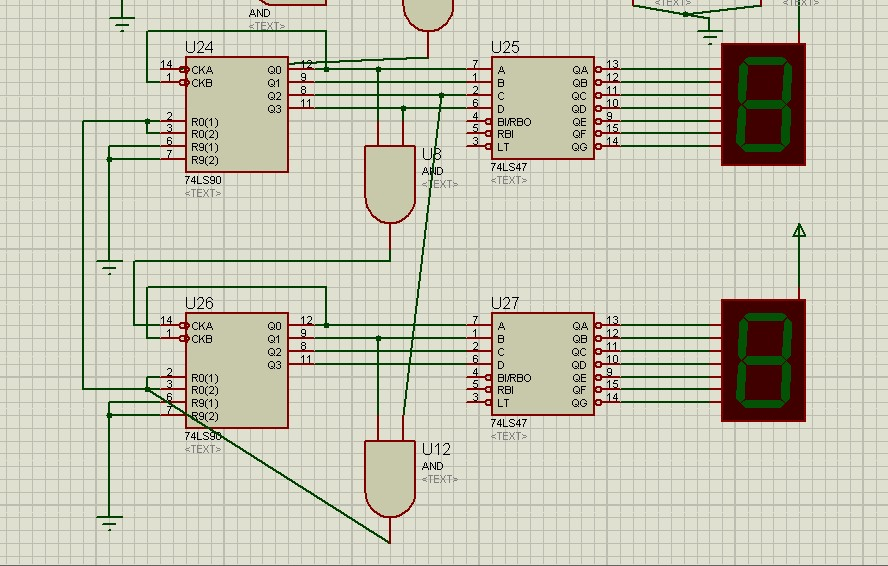 AND
<TEXT>
<TEXT>
<TEXT>
U24
14 CKA Q0 12
1 CKB Q1 9
Q2 8
Q3 11
2 R0(1)
3 R0(2)
6 R9(1)
7 R9(2)
74LS90
<TEXT>
U25
7 A QA 13
1 B QB 12
2 C QC 11
6 D QD 10
4 BI/RBO QE 9
5 RBI QF 15
3 LT QG 14
74LS47
<TEXT>
U8
AND
<TEXT>
U26
14 CKA Q0 12
1 CKB Q1 9
Q2 8
Q3 11
2 R0(1)
3 R0(2)
6 R9(1)
7 R9(2)
74LS90
<TEXT>
U27
7 A QA 13
1 B QB 12
2 C QC 11
6 D QD 10
4 BI/RBO QE 9
5 RBI QF 15
3 LT QG 14
74LS47
<TEXT>
U12
AND
<TEXT>